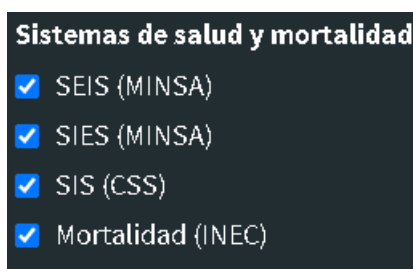 Sistemas de salud y mortalidad
SEIS (MINSA)
SIES (MINSA)
SIS (CSS)
Mortalidad (INEC)